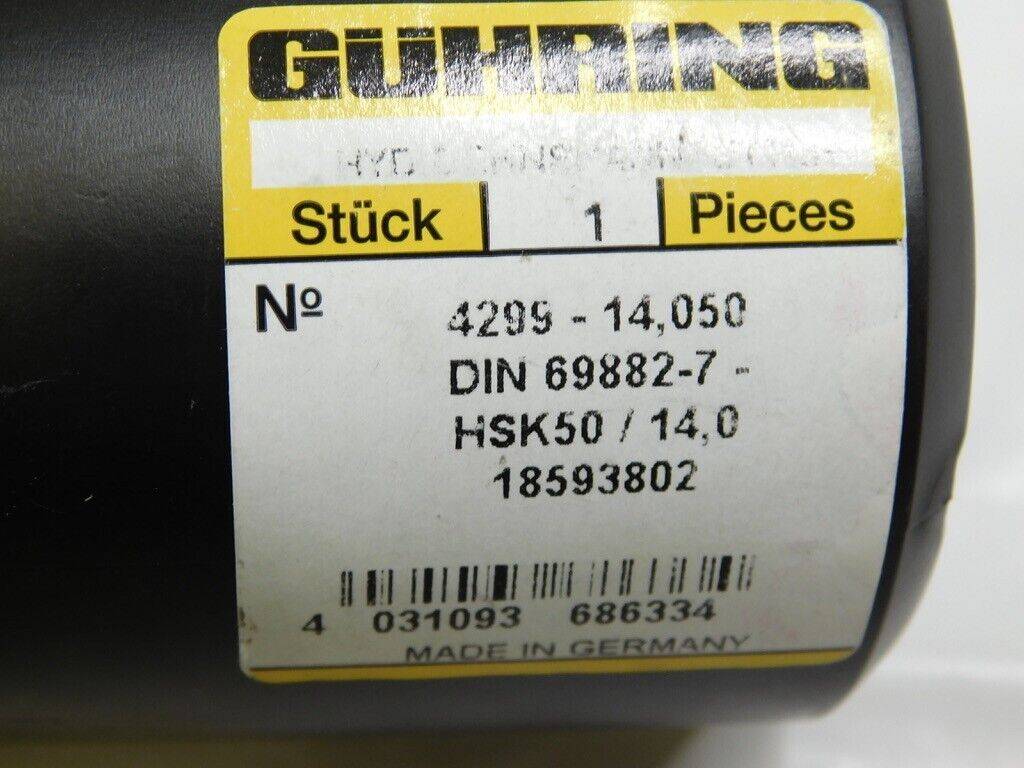 GÜHRING
Stück 1 Pieces
Nº 4299 - 14,050
DIN 69882-7 -
HSK50 / 14,0
18593802
4 031093 686334
MADE IN GERMANY